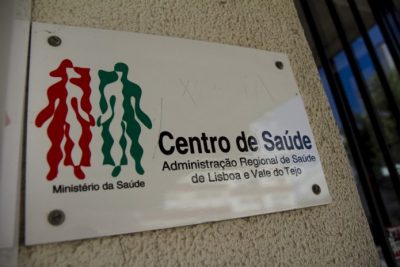 Centro de Saúde
Administração Regional de Saúde
de Lisboa e Vale do Tejo
Ministério da Saúde